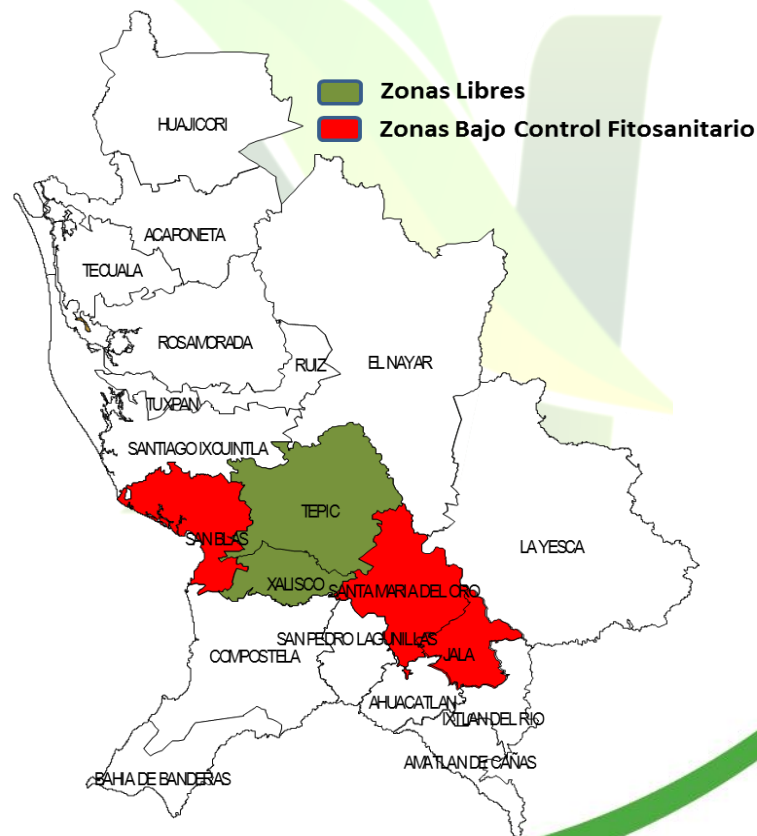 Zonas Libres
Zonas Bajo Control Fitosanitario
HUAJICORI
ACAPONETA
TECUALA
ROSAMORADA
RUIZ
EL NAYAR
TUXPAN
SANTIAGO IXCUINTLA
TEPIC
SAN BLAS
LA YESCA
XALISCO
SANTA MARIA DEL ORO
SAN PEDRO LAGUNILLAS
COMPOSTELA
JALA
AHUACATLAN
IXTLAN DEL RIO
AMATLAN DE CAÑAS
BAHIA DE BANDERAS